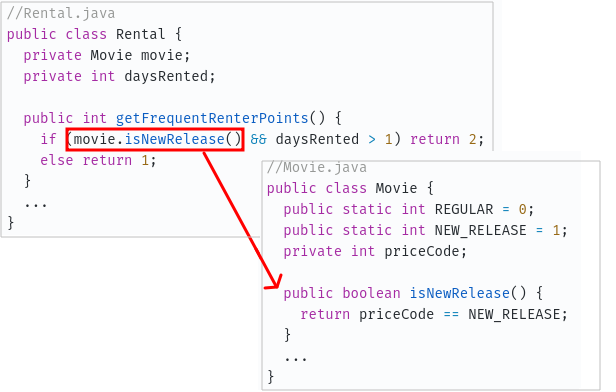 //Rental.java
public class Rental {
  private Movie movie;
  private int daysRented;

  public int getFrequentRenterPoints() {
    if (movie.isNewRelease() && daysRented > 1) return 2;
    else return 1;
  }
  ...
}
//Movie.java
public class Movie {
  public static int REGULAR = 0;
  public static int NEW_RELEASE = 1;
  private int priceCode;

  public boolean isNewRelease() {
    return priceCode == NEW_RELEASE;
  }
  ...
}